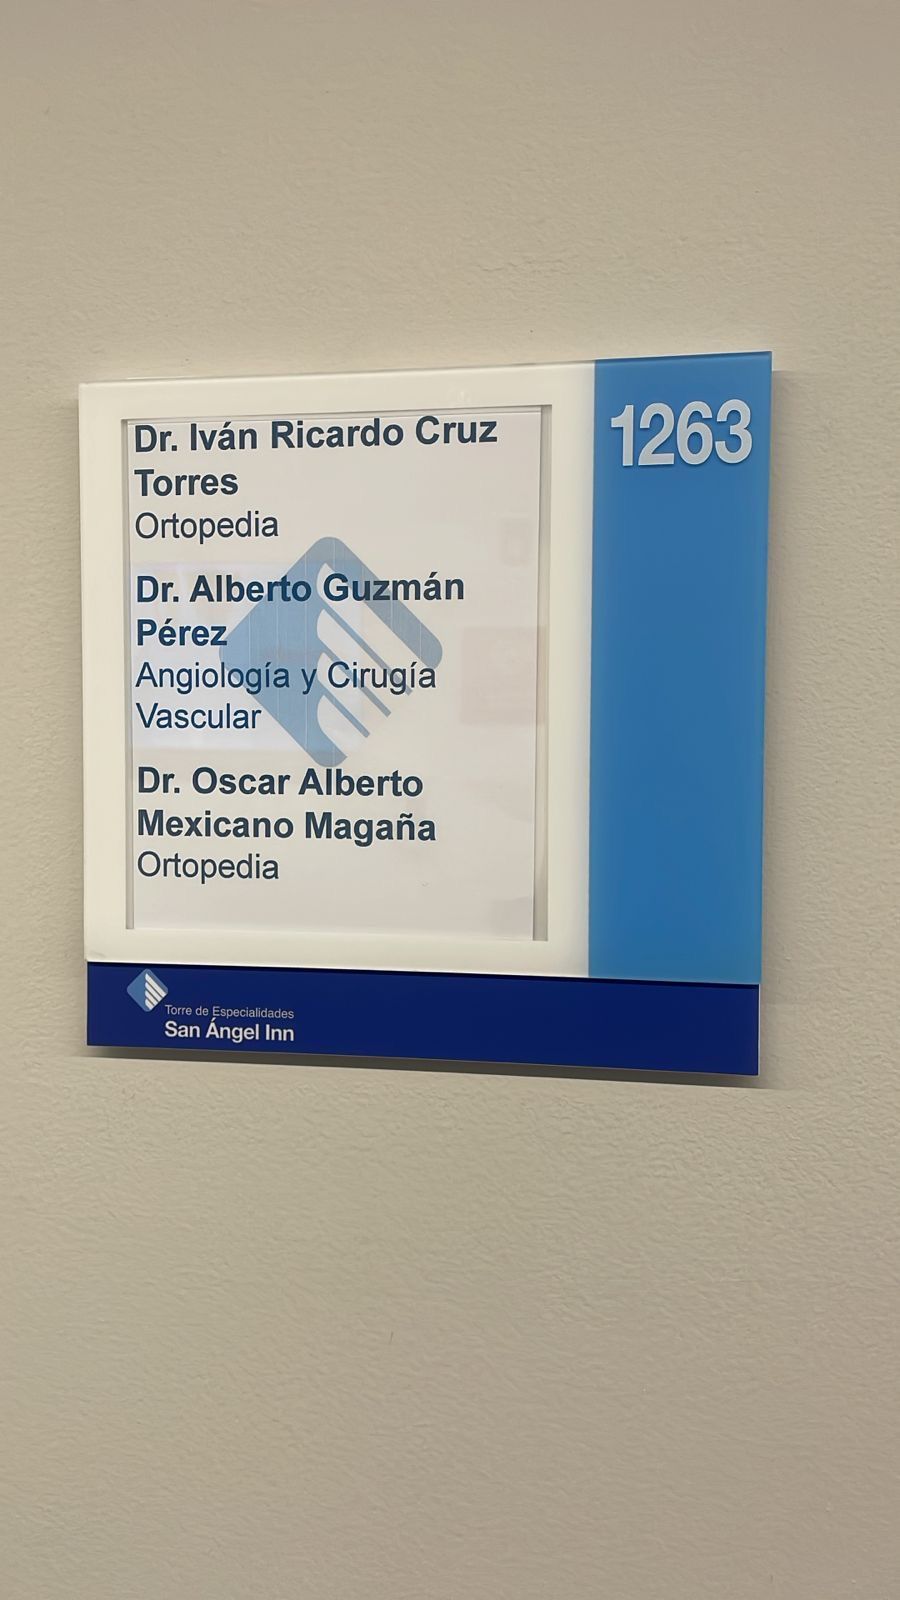 Dr. Iván Ricardo Cruz
Torres
Ortopedia
Dr. Alberto Guzmán
Pérez
Angiología y Cirugía
Vascular
Dr. Oscar Alberto
Mexicano Magaña
Ortopedia
1263
Torre de Especialidades
San Ángel Inn